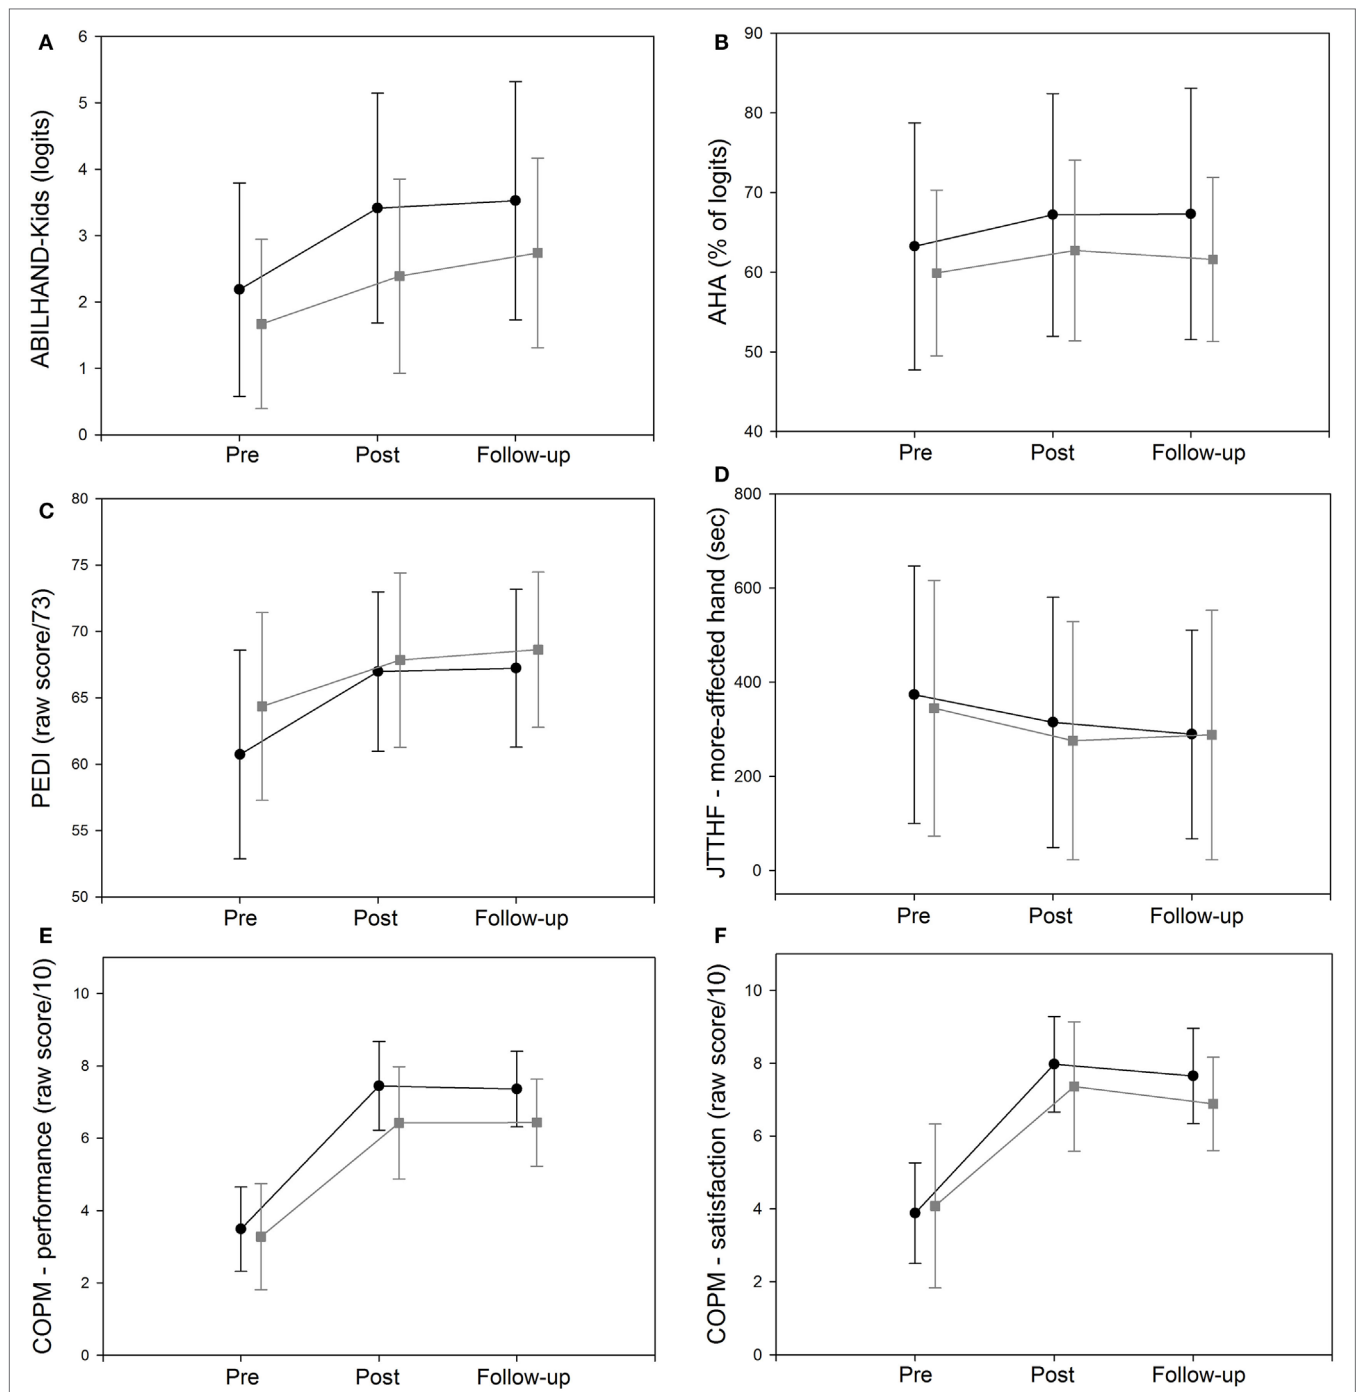 A
ABILHAND-Kids (logits)
6
5
4
3
2
1
0
Pre Post Follow-up
B
AHA (% of logits)
90
80
70
60
50
40
Pre Post Follow-up
C
PEDI (raw score/73)
80
75
70
65
60
55
50
Pre Post Follow-up
D
JTTHF - more-affected hand (sec)
800
600
400
200
0
Pre Post Follow-up
E
COPM - performance (raw score/10)
10
8
6
4
2
0
Pre Post Follow-up
F
COPM - satisfaction (raw score/10)
10
8
6
4
2
0
Pre Post Follow-up